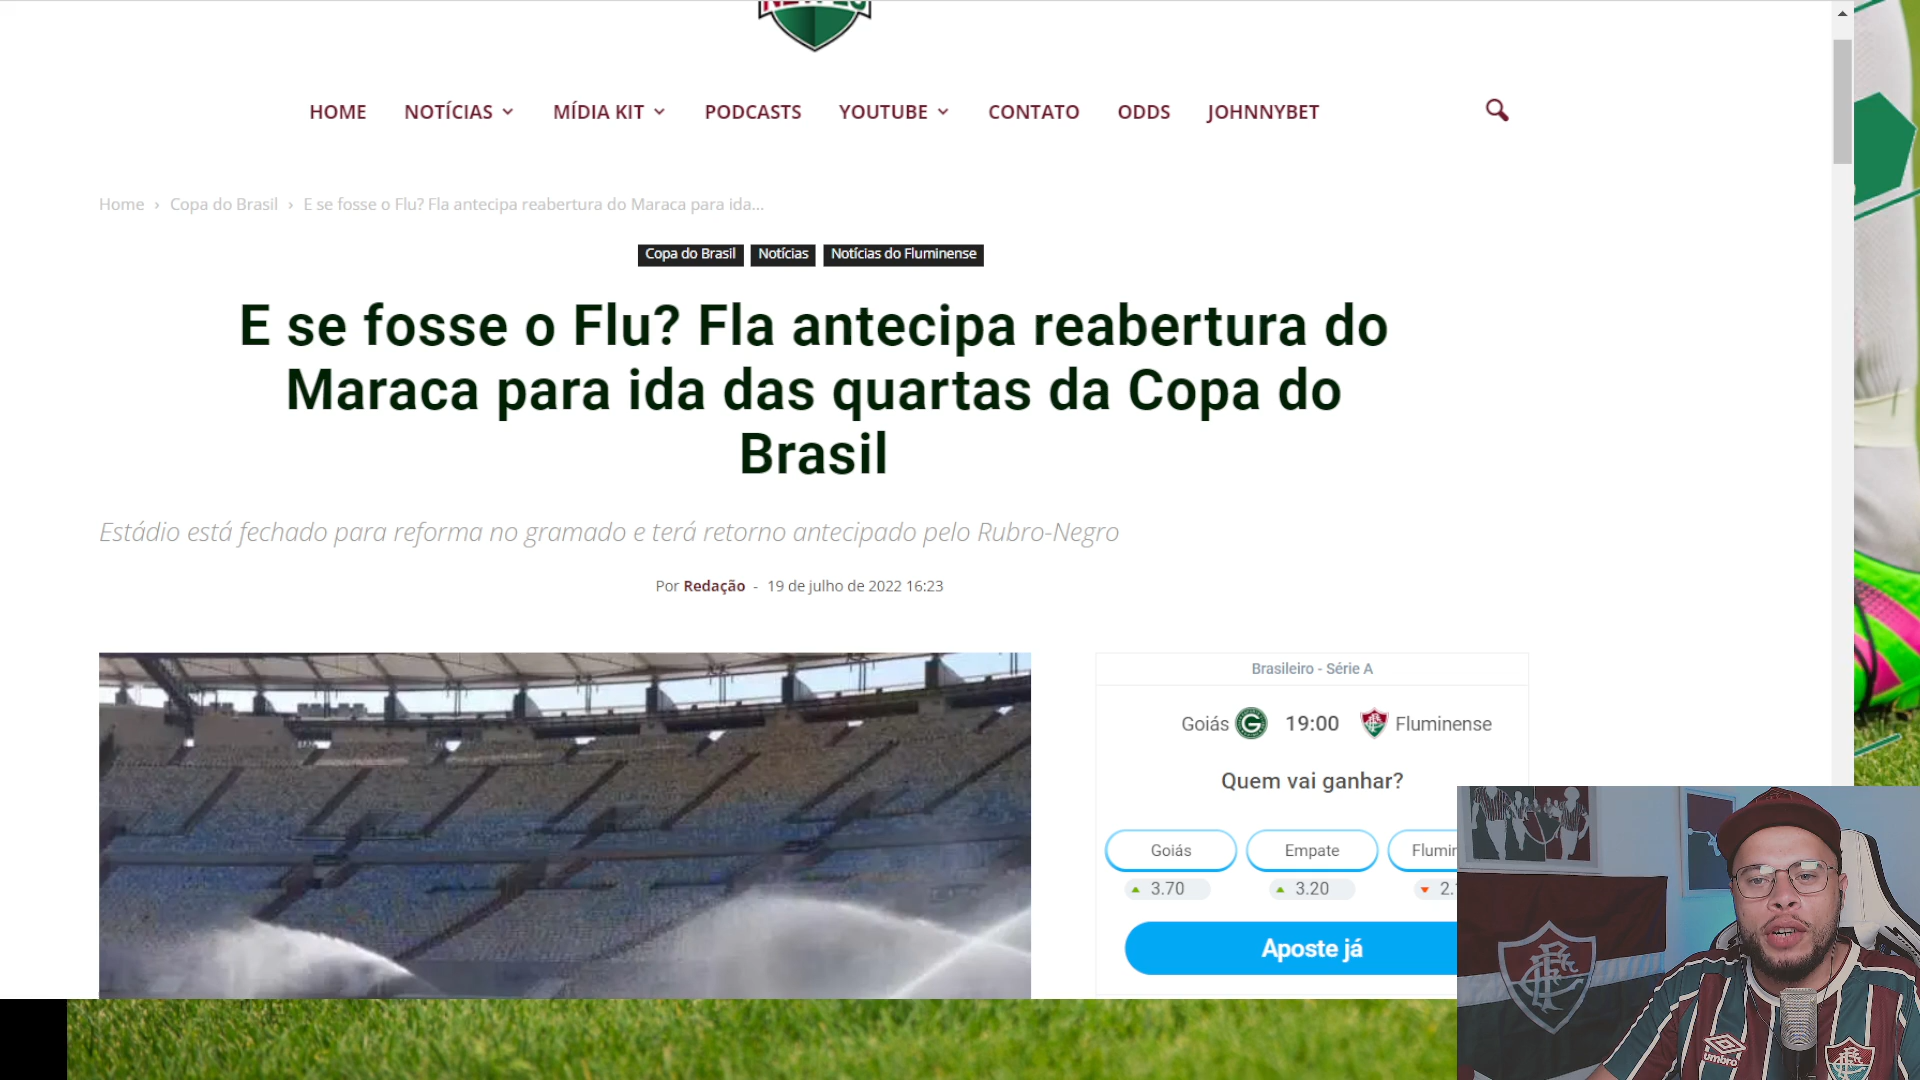 HOME NOTÍCIAS MÍDIA KIT PODCASTS YOUTUBE CONTATO ODDS JOHNNYBET
Home › Copa do Brasil › E se fosse o Flu? Fla antecipa reabertura do Maraca para ida...
Copa do Brasil Notícias Notícias do Fluminense
E se fosse o Flu? Fla antecipa reabertura do
Maraca para ida das quartas da Copa do
Brasil
Estádio está fechado para reforma no gramado e terá retorno antecipado pelo Rubro-Negro
Por Redação - 19 de julho de 2022 16:23
Brasileiro - Série A
Goiás G 19:00 Fluminense
Quem vai ganhar?
Goiás Empate
3.70 3.20
Aposte já
umbro